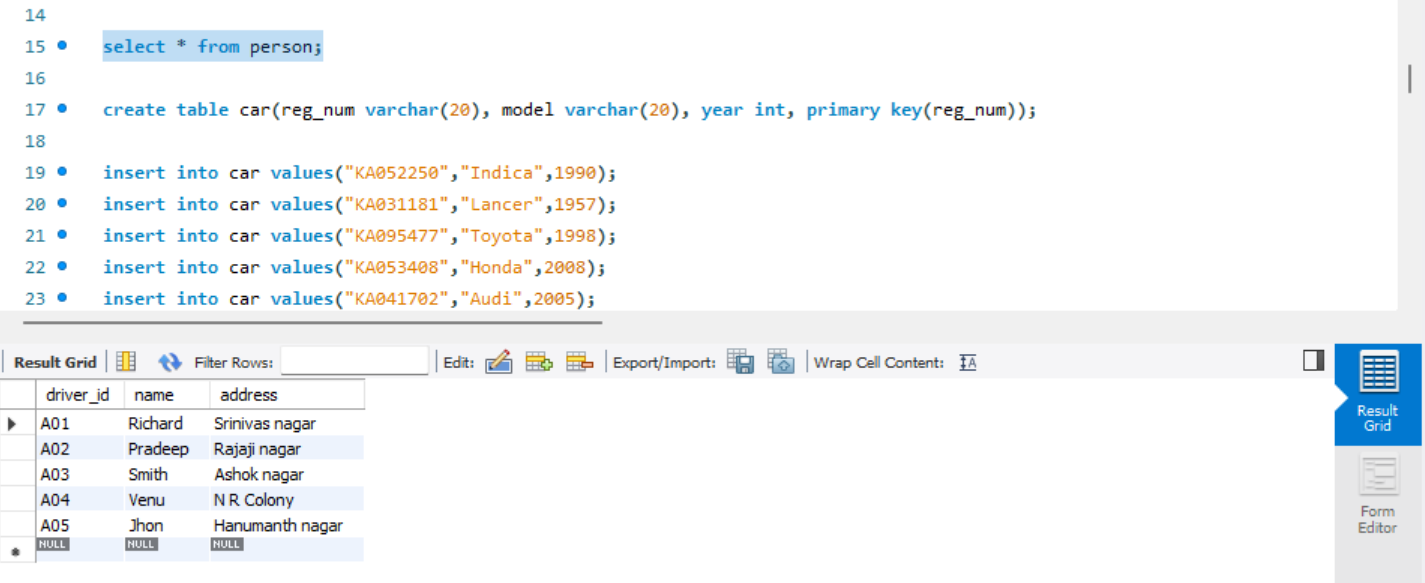 14
15 select * from person;
16
17 create table car(reg_num varchar(20), model varchar(20), year int, primary key(reg_num));
18
19 insert into car values("KA052250","Indica",1990);
20 insert into car values("KA031181","Lancer",1957);
21 insert into car values("KA095477","Toyota",1998);
22 insert into car values("KA053408","Honda",2008);
23 insert into car values("KA041702","Audi",2005);
Result Grid Filter Rows: Edit: Export/Import: Wrap Cell Content: IA
driver_id name address
A01 Richard Srinivas nagar
A02 Pradeep Rajaji nagar
A03 Smith Ashok nagar
A04 Venu N R Colony
A05 Jhon Hanumanth nagar
NULL NULL NULL
Result
Grid
Form
Editor